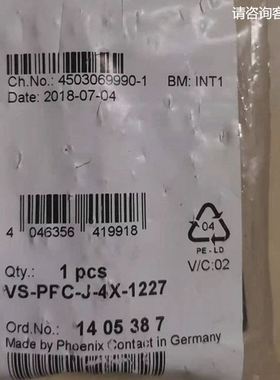 请咨询客
Ch.No.: 4503069990-1 BM: INT1
Date: 2018-07-04
4 046356 419918
04
PE-LD
Qty.: 1 pcs V/C:02
VS-PFC-J-4X-1227
Ord.No.: 14 05 38 7
Made by Phoenix Contact in Germany